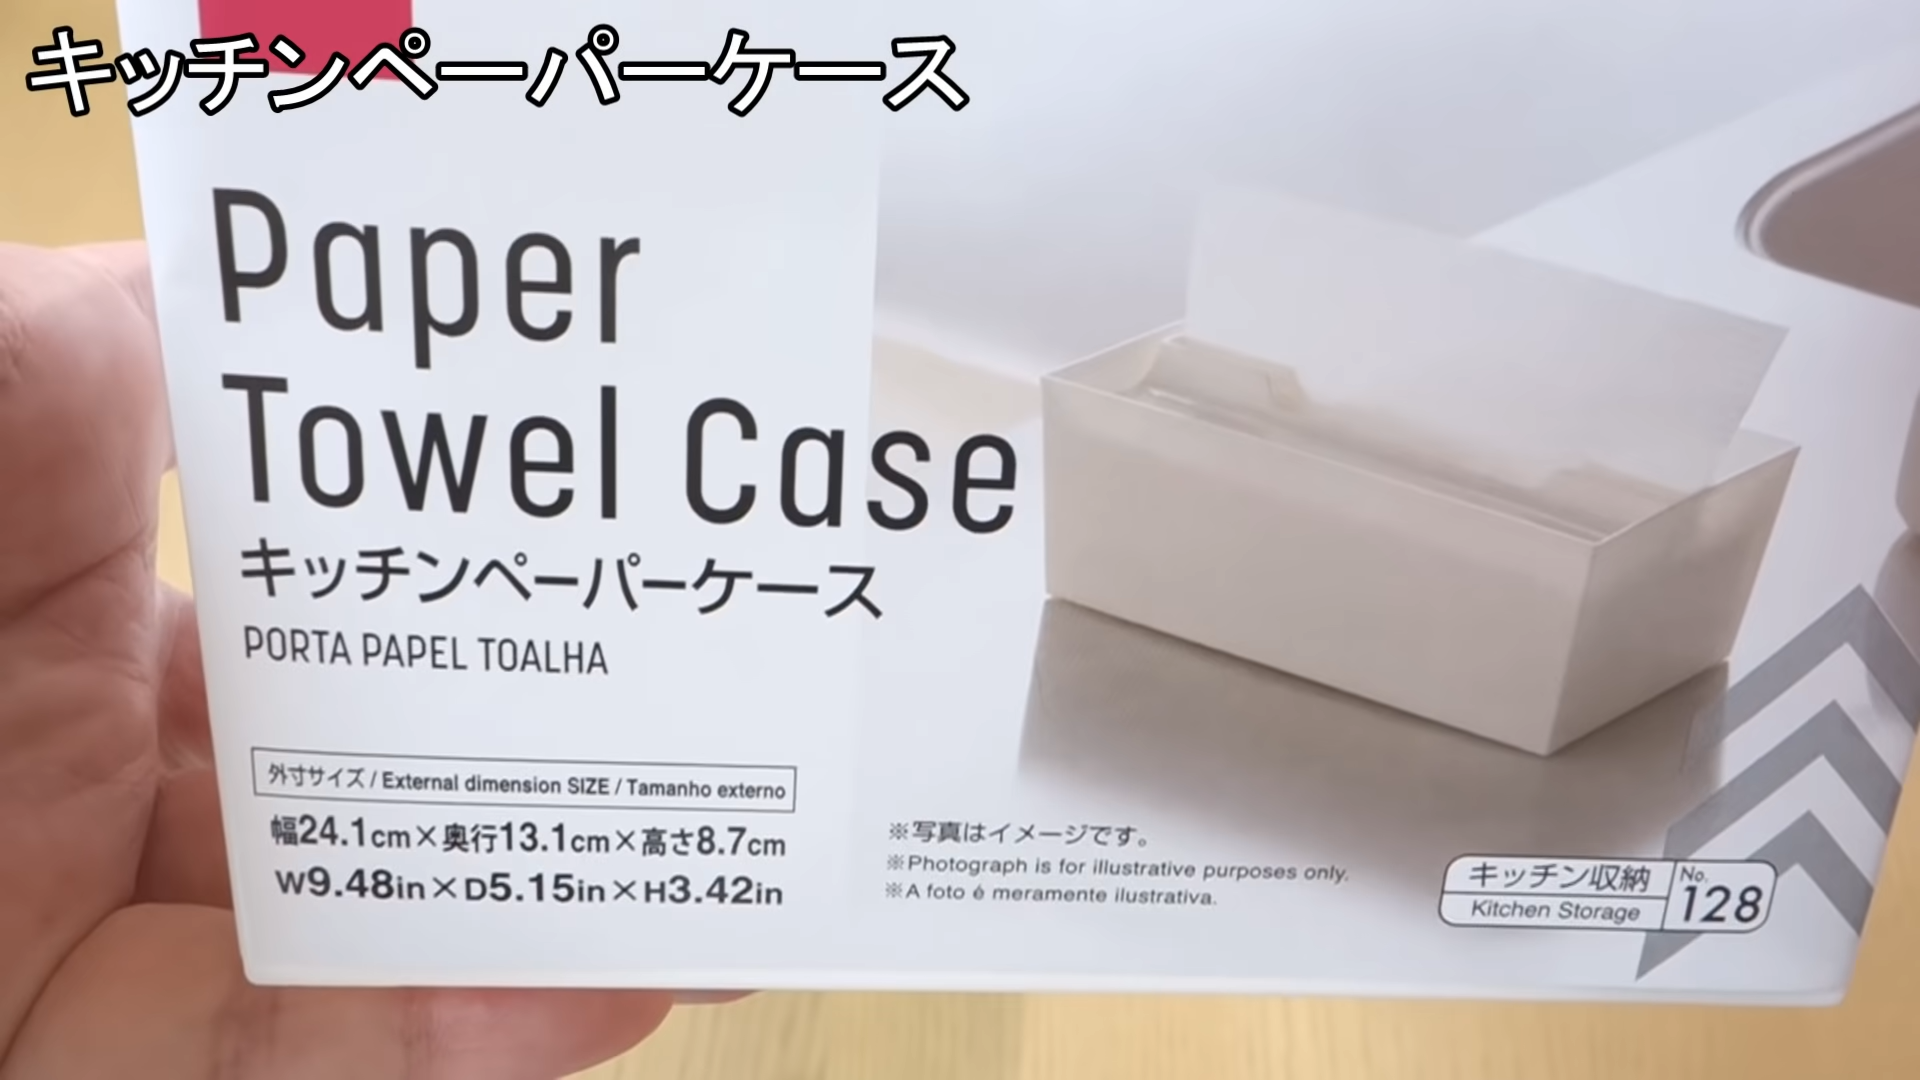 キッチンペーパーケース
Paper
Towel Case
キッチンペーパーケース
PORTA PAPEL TOALHA
外寸サイズ / External dimension SIZE / Tamanho externo
幅24.1cm×奥行13.1cm×高さ8.7cm
W9.48in×D5.15in×H3.42in
※写真はイメージです。
※Photograph is for illustrative purposes only.
※A foto é meramente ilustrativa.
キッチン収納
Kitchen Storage
No.
128